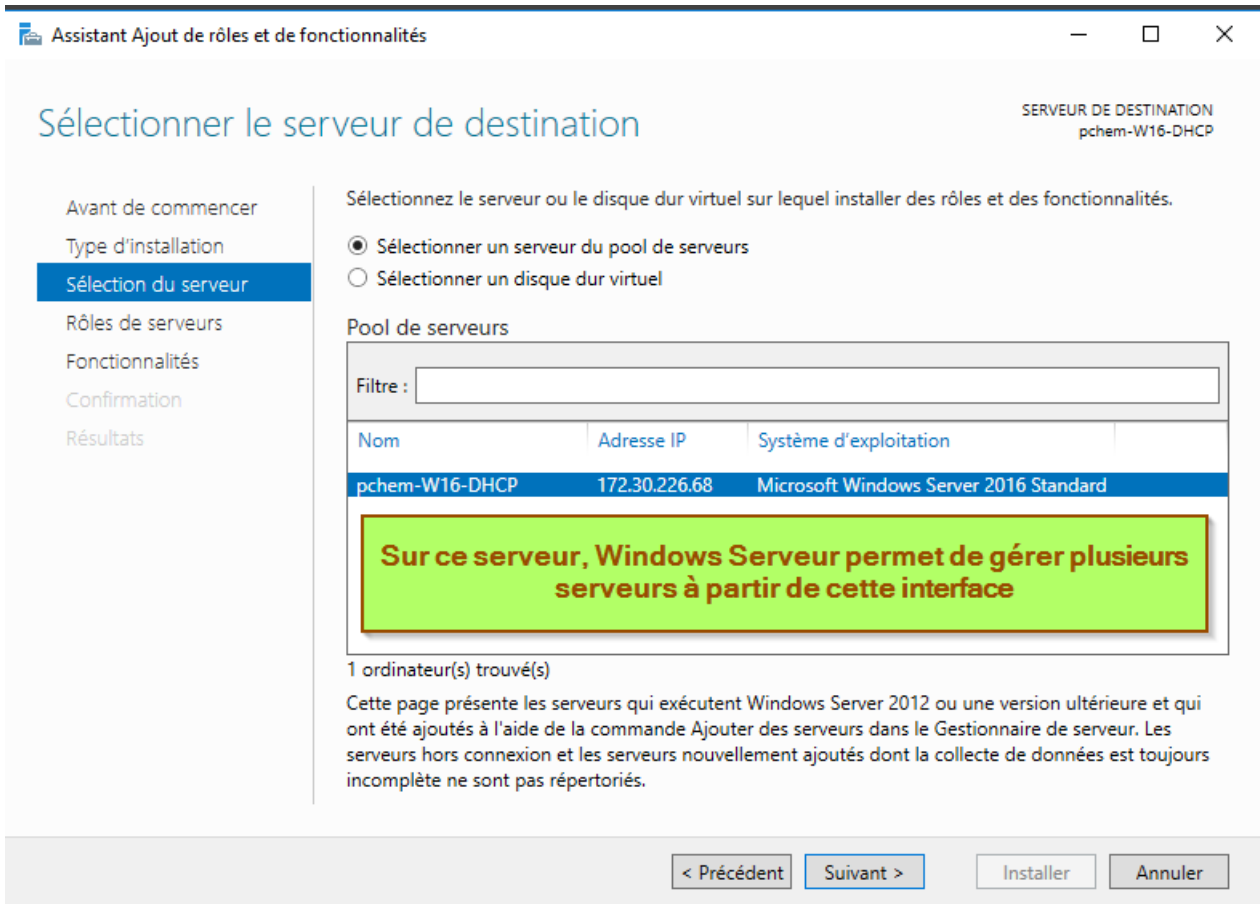 Assistant Ajout de rôles et de fonctionnalités
Sélectionner le serveur de destination
SERVEUR DE DESTINATION
pchem-W16-DHCP
Avant de commencer
Type d'installation
Sélection du serveur
Rôles de serveurs
Fonctionnalités
Confirmation
Résultats
Sélectionnez le serveur ou le disque dur virtuel sur lequel installer des rôles et des fonctionnalités.
Sélectionner un serveur du pool de serveurs
Sélectionner un disque dur virtuel
Pool de serveurs
Filtre :
Nom Adresse IP Système d'exploitation
pchem-W16-DHCP 172.30.226.68 Microsoft Windows Server 2016 Standard
Sur ce serveur, Windows Serveur permet de gérer plusieurs
serveurs à partir de cette interface
1 ordinateur(s) trouvé(s)
Cette page présente les serveurs qui exécutent Windows Server 2012 ou une version ultérieure et qui
ont été ajoutés à l'aide de la commande Ajouter des serveurs dans le Gestionnaire de serveur. Les
serveurs hors connexion et les serveurs nouvellement ajoutés dont la collecte de données est toujours
incomplète ne sont pas répertoriés.
< Précédent Suivant > Installer Annuler